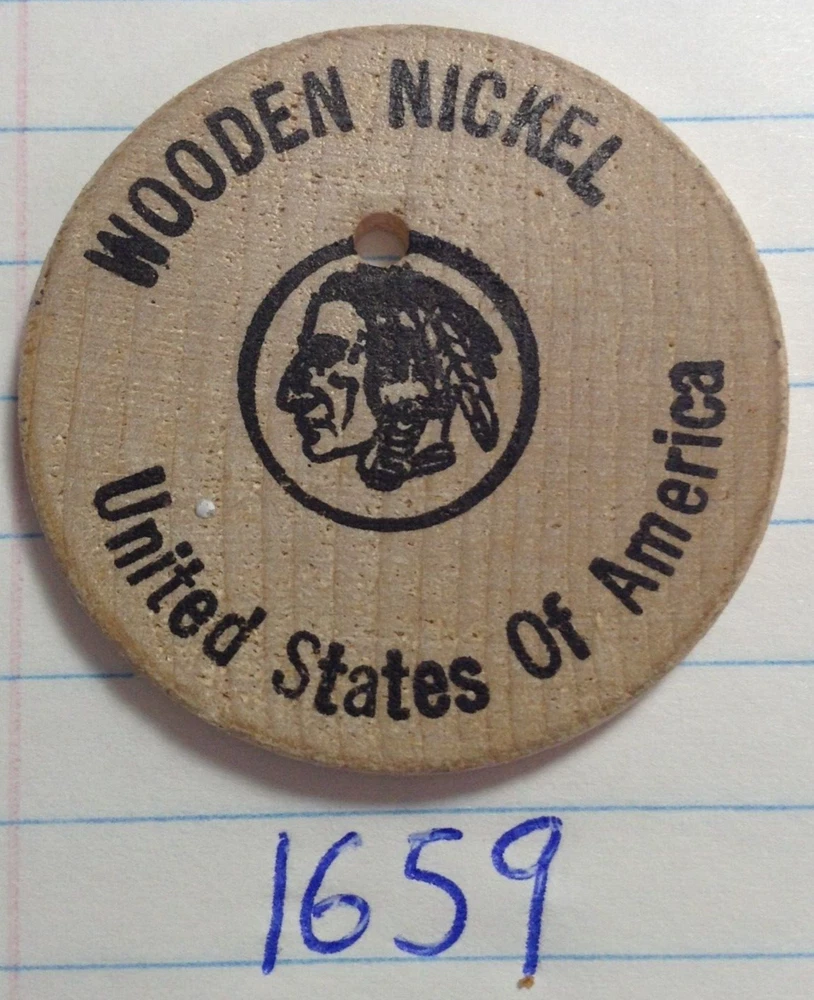 WOODEN NICKEL
United States Of America
1659